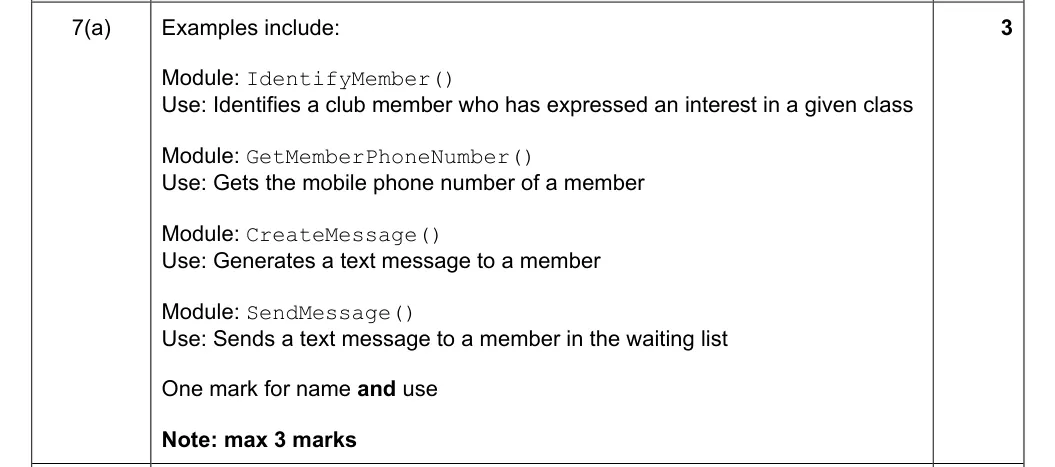 7(a) Examples include: 3
Module: IdentifyMember()
Use: Identifies a club member who has expressed an interest in a given class
Module: GetMemberPhoneNumber()
Use: Gets the mobile phone number of a member
Module: CreateMessage()
Use: Generates a text message to a member
Module: SendMessage()
Use: Sends a text message to a member in the waiting list
One mark for name and use
Note: max 3 marks